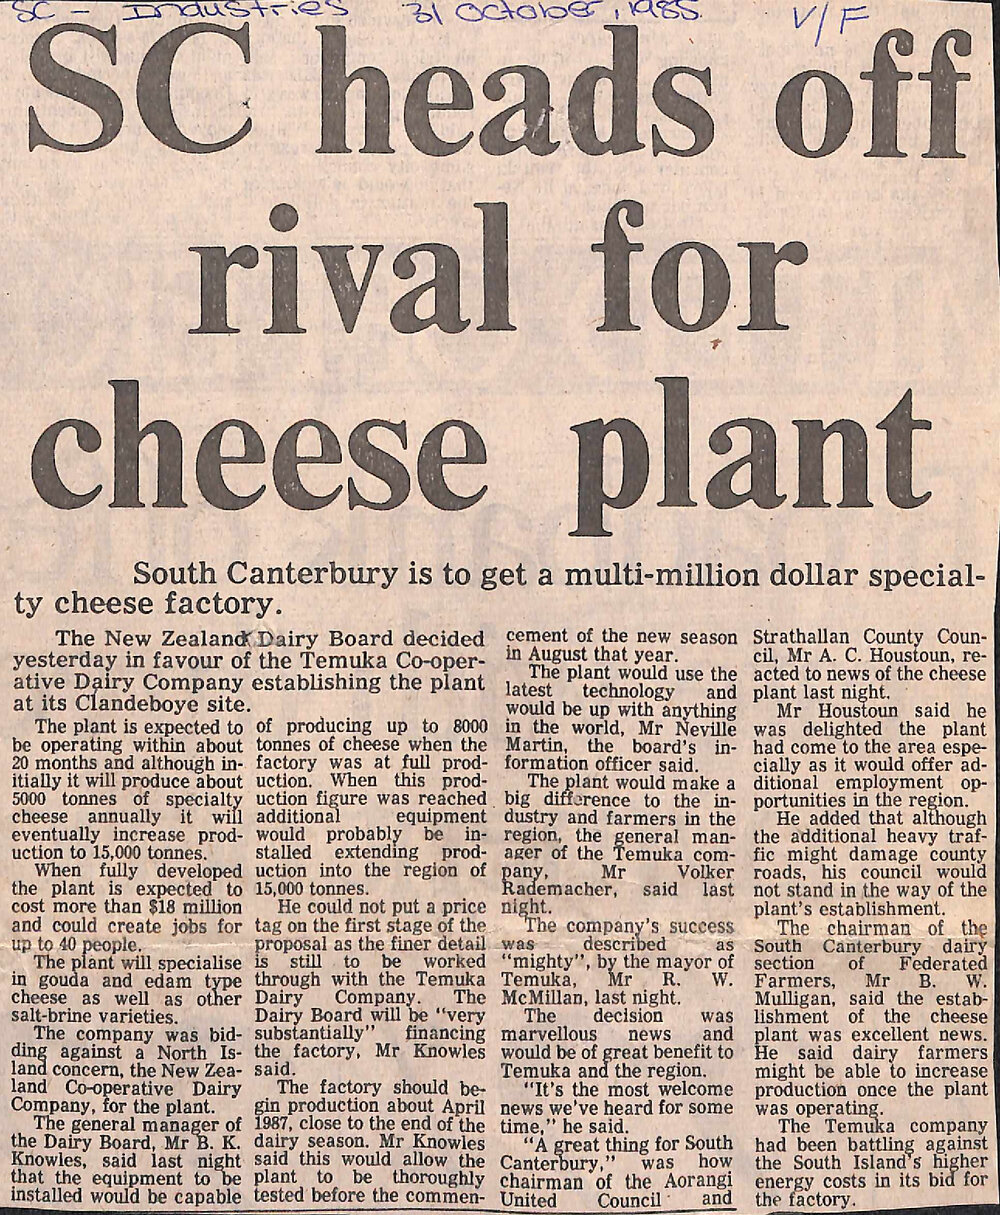 SC - Industries 31 October, 1985. V/F
SC heads off
rival for
cheese plant
South Canterbury is to get a multi-million dollar special-
ty cheese factory.
The New Zealand Dairy Board decided
yesterday in favour of the Temuka Co-oper-
ative Dairy Company establishing the plant
at its Clandeboye site.
The plant is expected to
be operating within about
20 months and although in-
itially it will produce about
5000 tonnes of specialty
cheese annually it will
eventually increase prod-
uction to 15,000 tonnes.
When fully developed
the plant is expected to
cost more than $18 million
and could create jobs for
up to 40 people.
The plant will specialise
in gouda and edam type
cheese as well as other
salt-brine varieties.
The company was bid-
ding against a North Is-
land concern, the New Zea-
land Co-operative Dairy
Company, for the plant.
The general manager of
the Dairy Board, Mr B. K.
Knowles, said last night
that the equipment to be
installed would be capable
of producing up to 8000
tonnes of cheese when the
factory was at full prod-
uction. When this prod-
uction figure was reached
additional equipment
would probably be in-
stalled extending prod-
uction into the region of
15,000 tonnes.
He could not put a price
tag on the first stage of the
proposal as the finer detail
is still to be worked
through with the Temuka
Dairy Company. The
Dairy Board will be "very
substantially" financing
the factory, Mr Knowles
said.
The factory should be-
gin production about April
1987, close to the end of the
dairy season. Mr Knowles
said this would allow the
plant to be thoroughly
tested before the commen-
cement of the new season
in August that year.
The plant would use the
latest technology and
would be up with anything
in the world, Mr Neville
Martin, the board's in-
formation officer said.
The plant would make a
big difference to the in-
dustry and farmers in the
region, the general man-
ager of the Temuka com-
pany, Mr Volker
Rademacher, said last
night.
The company's success
was described as
"mighty", by the mayor of
Temuka, Mr R. W.
McMillan, last night.
The decision was
marvellous news and
would be of great benefit to
Temuka and the region.
"It's the most welcome
news we've heard for some
time," he said.
"A great thing for South
Canterbury," was how
chairman of the Aorangi
United Council and
Strathallan County Coun-
cil, Mr A. C. Houstoun, re-
acted to news of the cheese
plant last night.
Mr Houstoun said he
was delighted the plant
had come to the area espe-
cially as it would offer ad-
ditional employment op-
portunities in the region.
He added that although
the additional heavy traf-
fic might damage county
roads, his council would
not stand in the way of the
plant's establishment.
The chairman of the
South Canterbury dairy
section of Federated
Farmers, Mr B. W.
Mulligan, said the estab-
lishment of the cheese
plant was excellent news.
He said dairy farmers
might be able to increase
production once the plant
was operating.
The Temuka company
had been battling against
the South Island's higher
energy costs in its bid for
the factory.